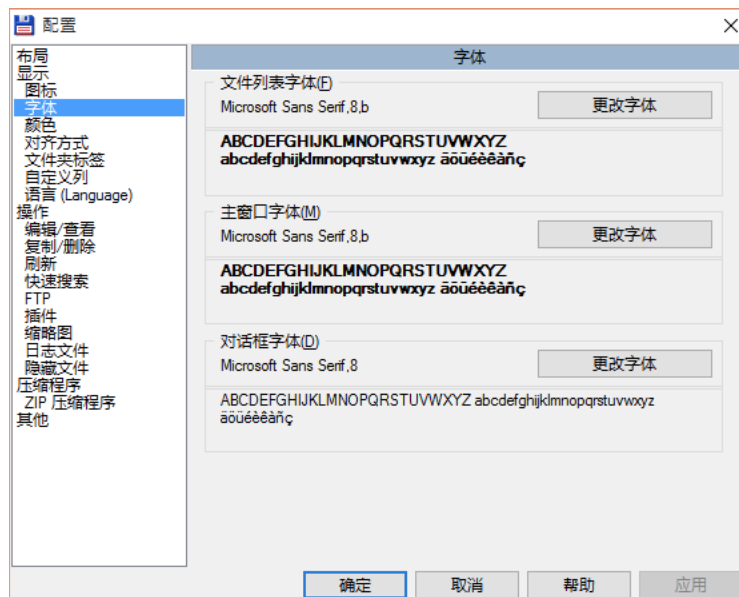 配置
布局
显示
图标
字体
颜色
对齐方式
文件夹标签
自定义列
语言 (Language)
操作
编辑/查看
复制/删除
刷新
快速搜索
FTP
插件
缩略图
日志文件
隐藏文件
压缩程序
ZIP 压缩程序
其他
字体
文件列表字体(F)
Microsoft Sans Serif,8,b
更改字体
ABCDEFGHIJKLMNOPQRSTUVWXYZ
abcdefghijklmnopqrstuvwxyz äöüéèêàñç
主窗口字体(M)
Microsoft Sans Serif,8,b
更改字体
ABCDEFGHIJKLMNOPQRSTUVWXYZ
abcdefghijklmnopqrstuvwxyz äöüéèêàñç
对话框字体(D)
Microsoft Sans Serif,8
更改字体
ABCDEFGHIJKLMNOPQRSTUVWXYZ abcdefghijklmnopqrstuvwxyz
äöüéèêàñç
确定
取消
帮助
应用